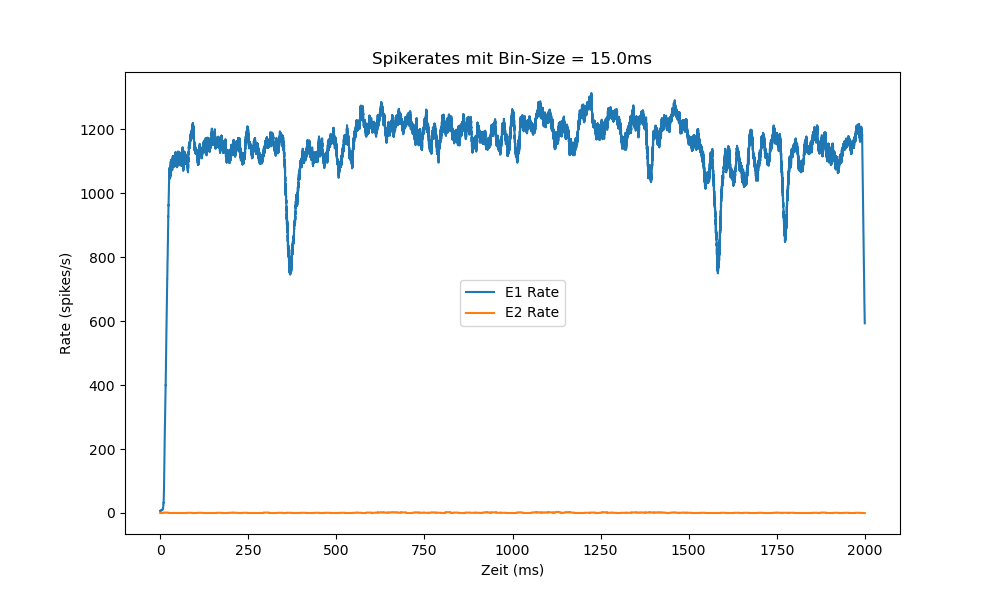 Spikerates mit Bin-Size = 15.0ms
Rate (spikes/s)
1200
1000
800
600
400
200
0
E1 Rate
E2 Rate
0 250 500 750 1000 1250 1500 1750 2000
Zeit (ms)